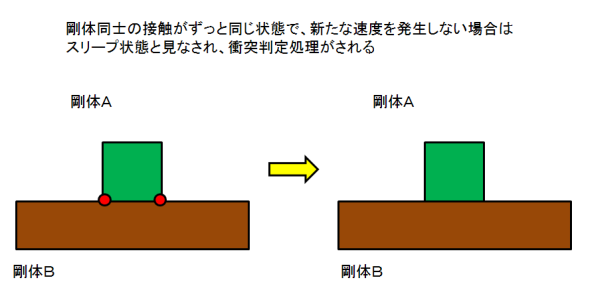 剛体同士の接触がずっと同じ状態で、新たな速度を発生しない場合は
スリープ状態と見なされ、衝突判定処理がされる
剛体A
剛体A
剛体B
剛体B